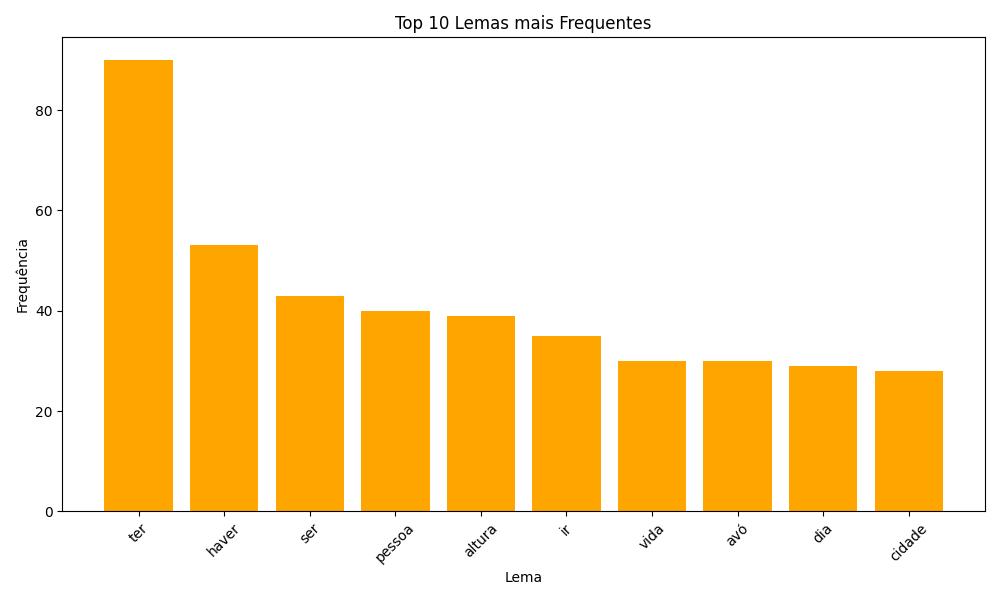 Top 10 Lemas mais Frequentes
Frequência
80
60
40
20
0
ter
haver
ser
pessoa
altura
ir
vida
avó
dia
cidade
Lema